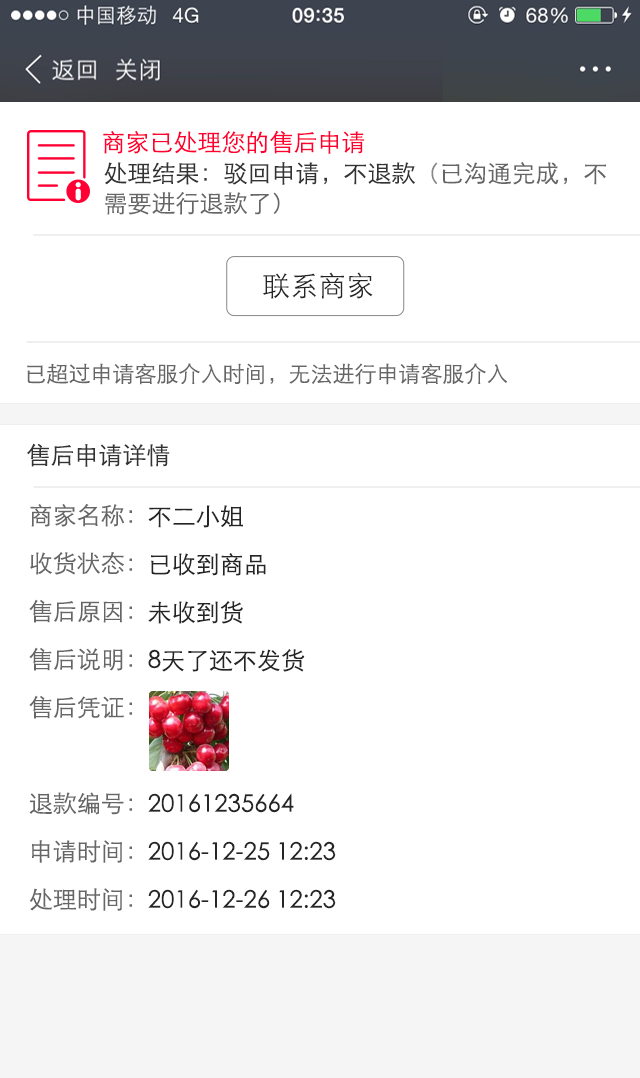 中国移动 4G 09:35 68%
返回 关闭
商家已处理您的售后申请
处理结果：驳回申请，不退款（已沟通完成，不
需要进行退款了）
联系商家
已超过申请客服介入时间，无法进行申请客服介入
售后申请详情
商家名称：不二小姐
收货状态：已收到商品
售后原因：未收到货
售后说明：8天了还不发货
售后凭证：
退款编号：20161235664
申请时间：2016-12-25 12:23
处理时间：2016-12-26 12:23